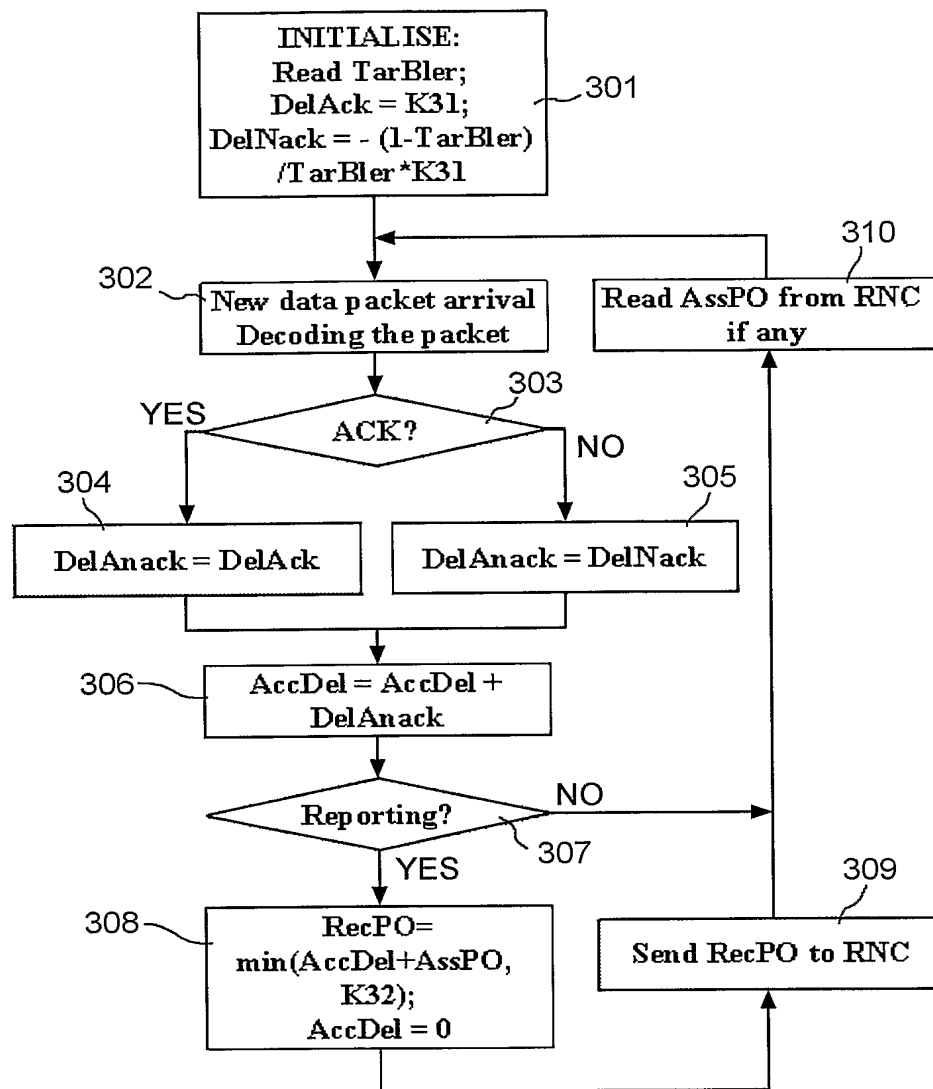 INITIALISE:
Read TarBler;
DelAck = K31;
DelNack = - (1-TarBler)
/TarBler*K31
301
310
302
New data packet arrival
Decoding the packet
Read AssPO from RNC
if any
303
YES
ACK?
NO
304
305
DelAnack = DelAck
DelAnack = DelNack
306
AccDel = AccDel +
DelAnack
Reporting?
NO
307
YES
308
309
RecPO=
min(AccDel+AssPO,
K32);
AccDel = 0
Send RecPO to RNC